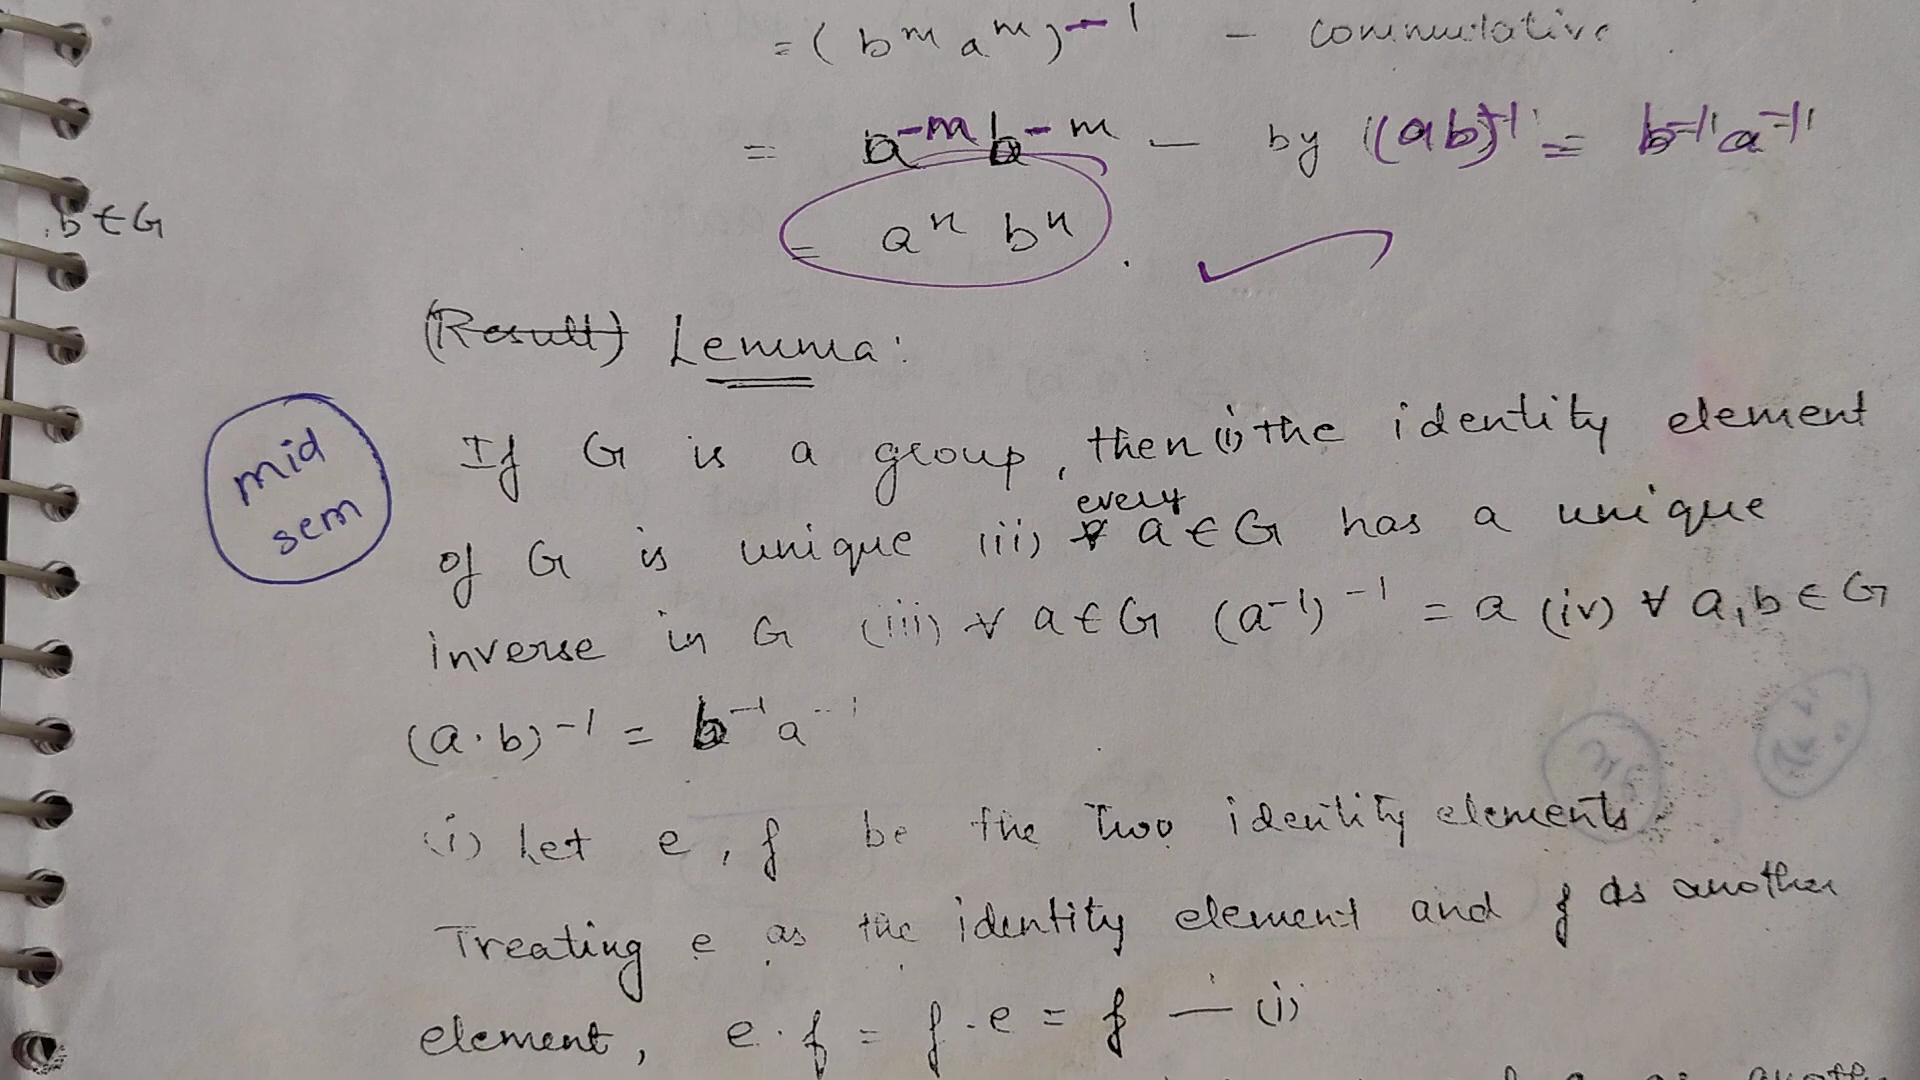 = (b^m a^m)^-1 - commutative
= a^-m b^-m - by (ab)^-1 = b^-1 a^-1
b ∈ G
= a^n b^n.
(Result) Lemma:
mid
sem
If G is a group, then (i) the identity element
every
of G is unique iii) ∀ a ∈ G has a unique
inverse in G (iii) ∀ a ∈ G (a^-1)^-1 = a (iv) ∀ a, b ∈ G
(a·b)^-1 = b^-1 a^-1
(i) Let e, f be the two identity elements
Treating e as the identity element and f as another
element, e·f = f·e = f — (i)